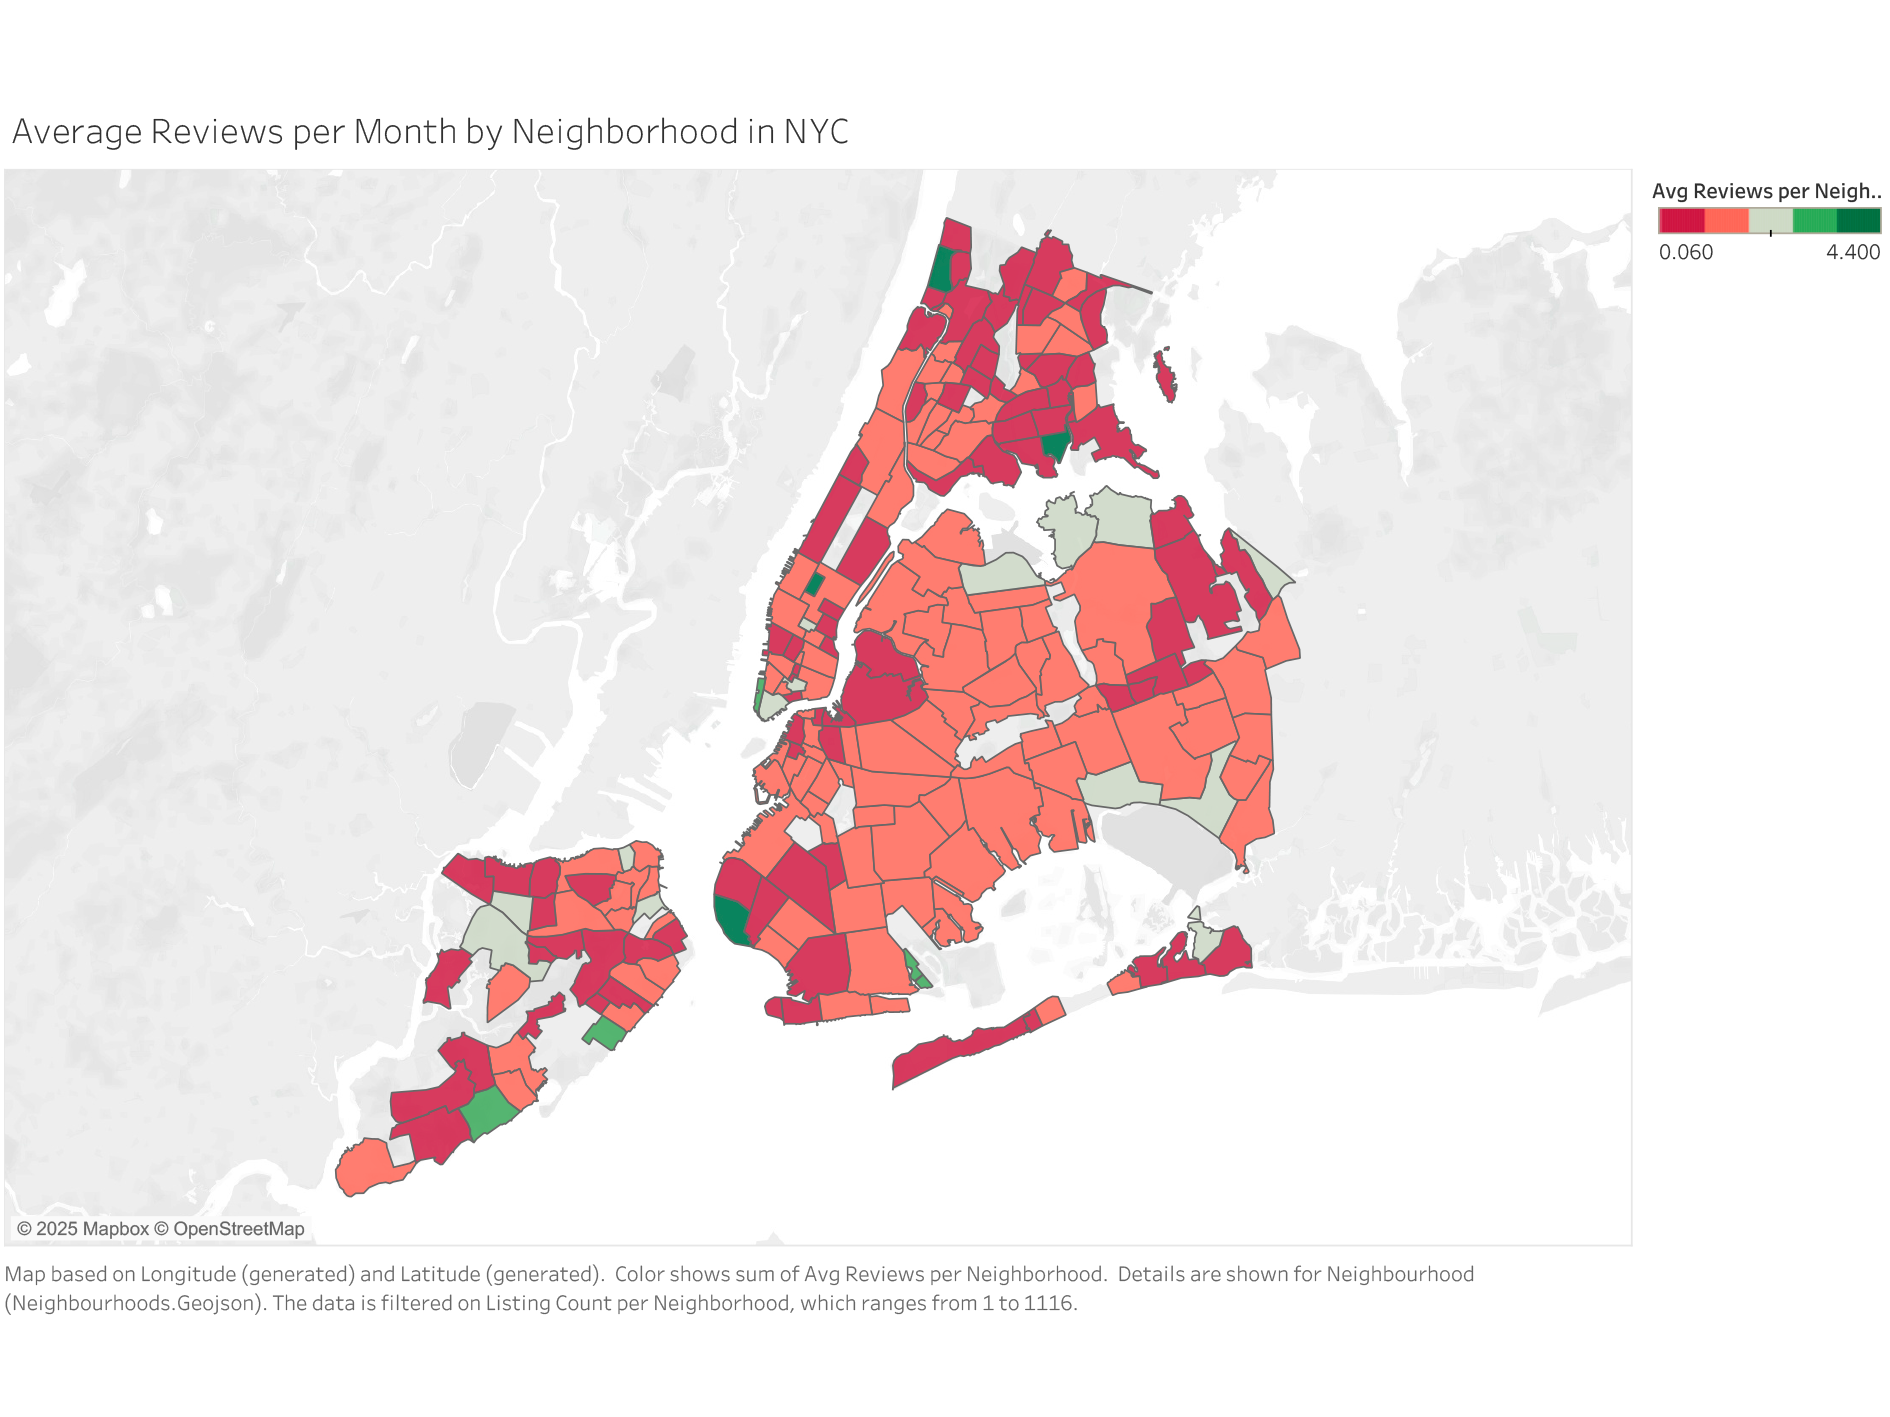 Average Reviews per Month by Neighborhood in NYC
Avg Reviews per Neigh..
0.060 4.400
© 2025 Mapbox © OpenStreetMap
Map based on Longitude (generated) and Latitude (generated).  Color shows sum of Avg Reviews per Neighborhood.  Details are shown for Neighbourhood
(Neighbourhoods.Geojson). The data is filtered on Listing Count per Neighborhood, which ranges from 1 to 1116.